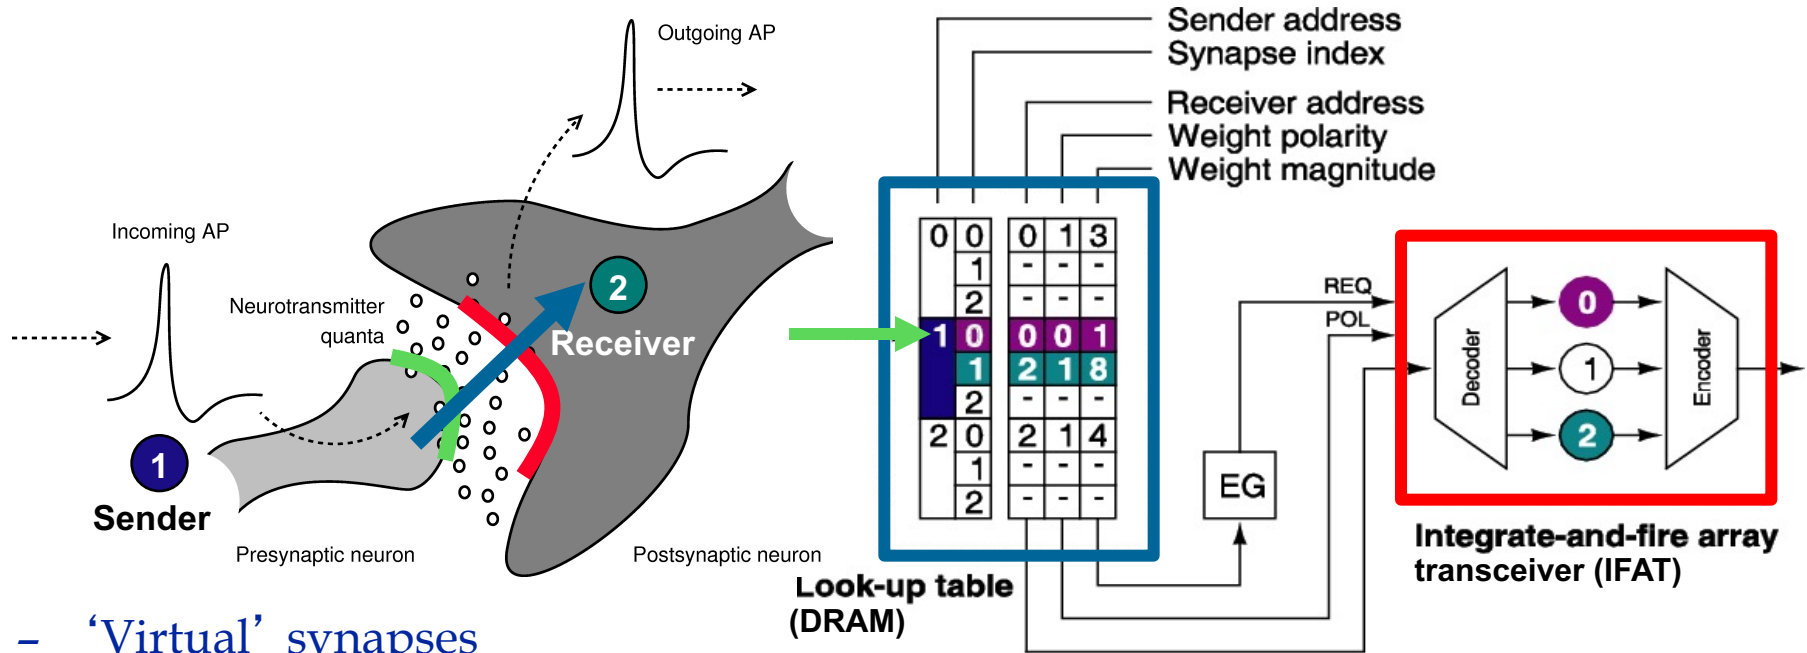 Outgoing AP
Incoming AP
Neurotransmitter
quanta
2
Receiver
1
Sender
Presynaptic neuron
Postsynaptic neuron
– ‘Virtual’ synapses
Sender address
Synapse index
Receiver address
Weight polarity
Weight magnitude
0 0 0 1 3
1 - - -
2 - - -
1 0 0 0 1
1 2 1 8
2 - - -
2 0 2 1 4
1 - - -
2 - - -
Look-up table
(DRAM)
EG
REQ
POL
Decoder
0
1
2
Encoder
Integrate-and-fire array
transceiver (IFAT)